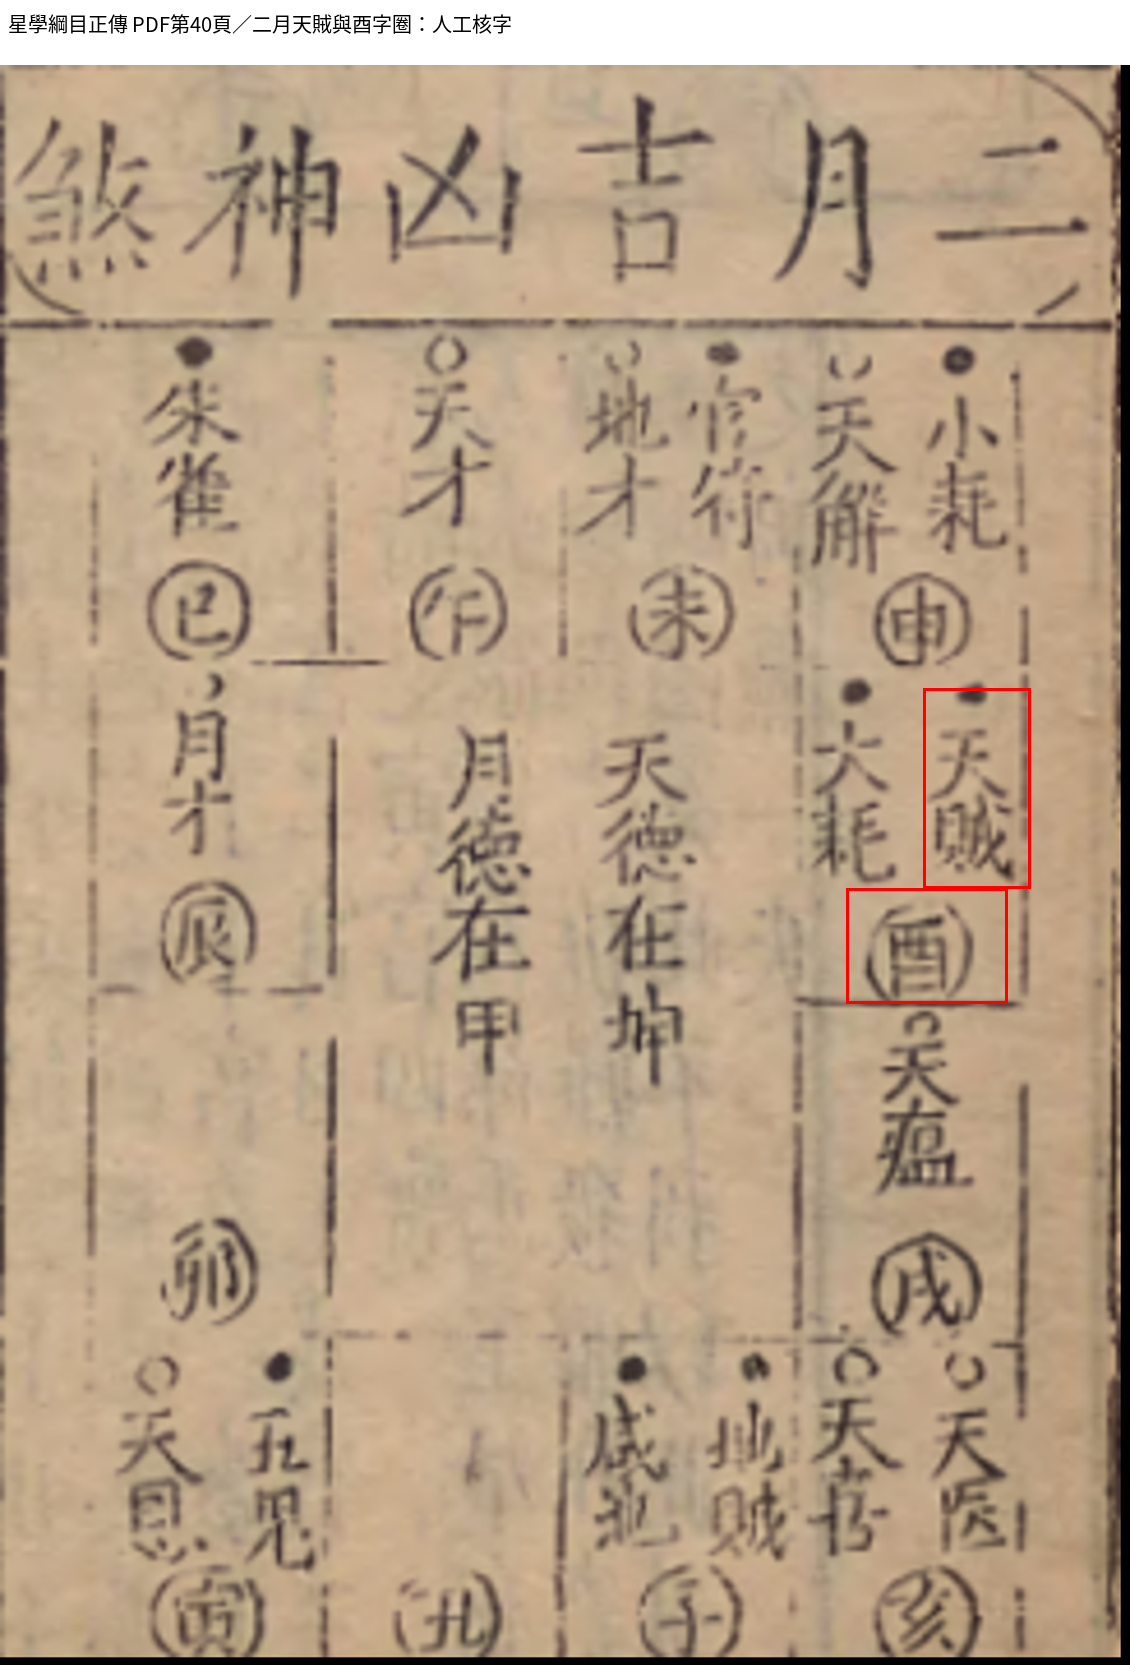 星學綱目正傳 PDF第40頁／二月天賊與酉字圈：人工核字
二月吉凶神煞
小耗
天解
申
官符
地才
未
天才
午
朱雀
巳
天賊
大耗
酉
天德在坤
月德在甲
月才
辰
天瘟
戌
卯
天医
天喜
亥
地賊
咸池
子
丑
五鬼
天恩
寅